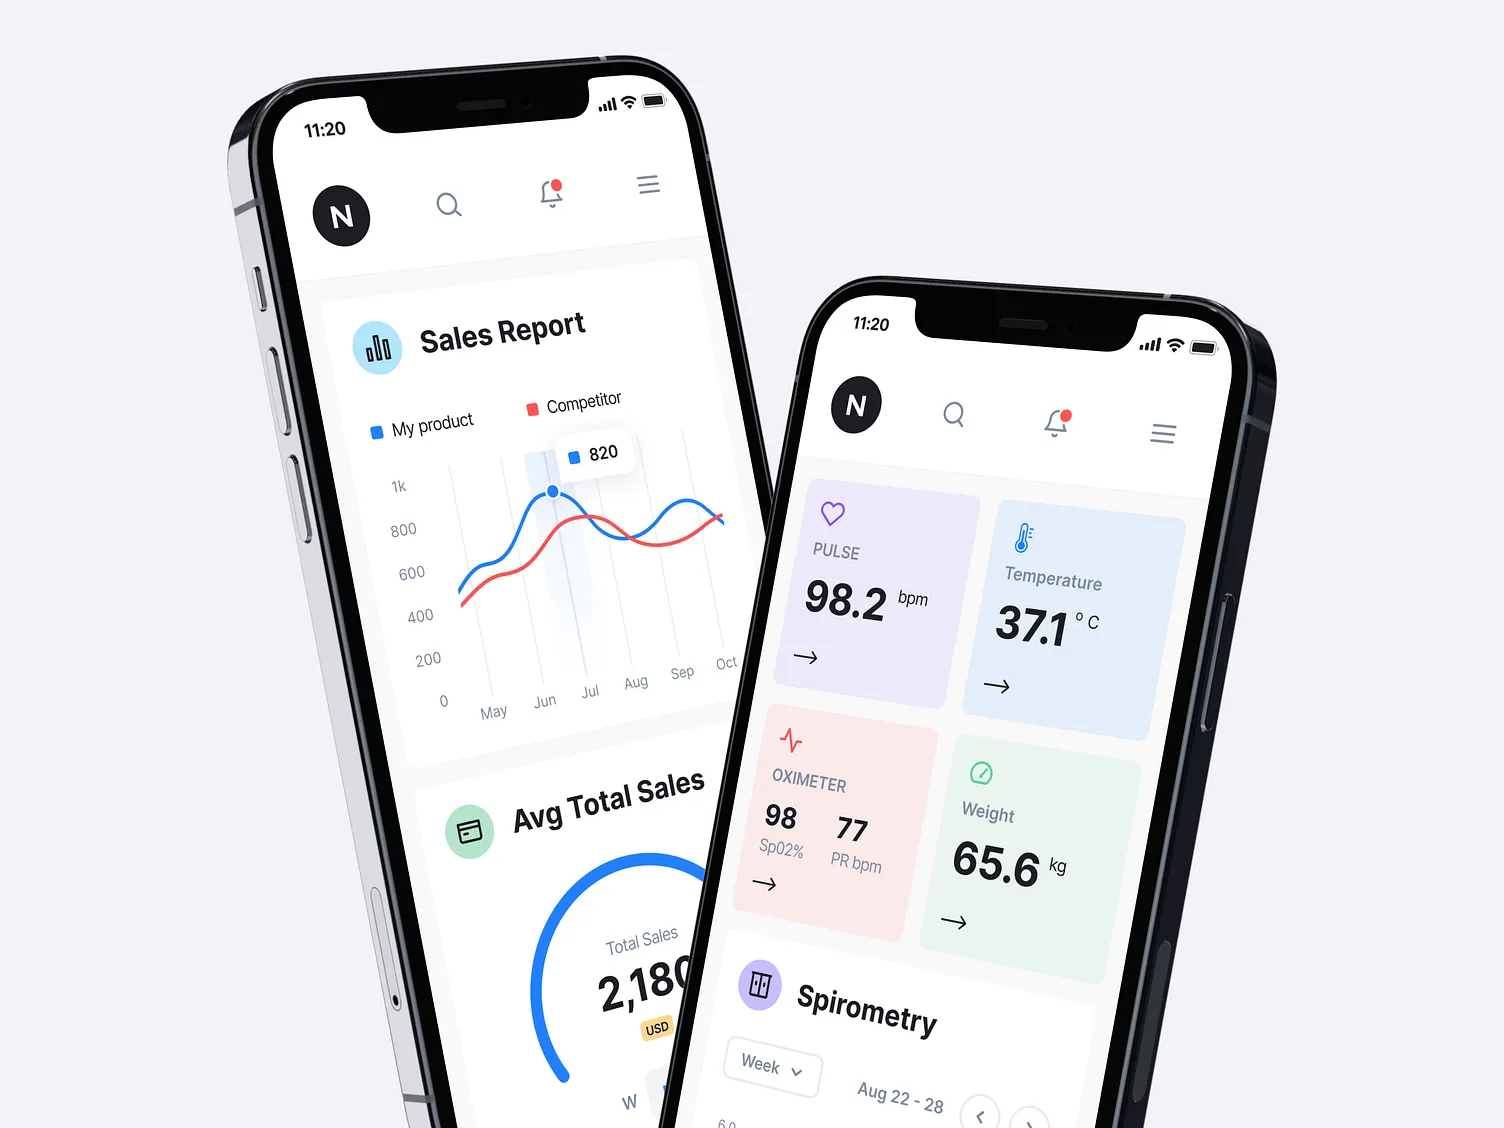 11:20
N
Sales Report
My product
Competitor
820
1k
800
600
400
200
0
May Jun Jul Aug Sep Oct
Avg Total Sales
Total Sales
2,180
USD
W
11:20
N
PULSE
98.2 bpm
Temperature
37.1 ° C
OXIMETER
98 77
Sp02% PR bpm
Weight
65.6 kg
Spirometry
Week
Aug 22 - 28